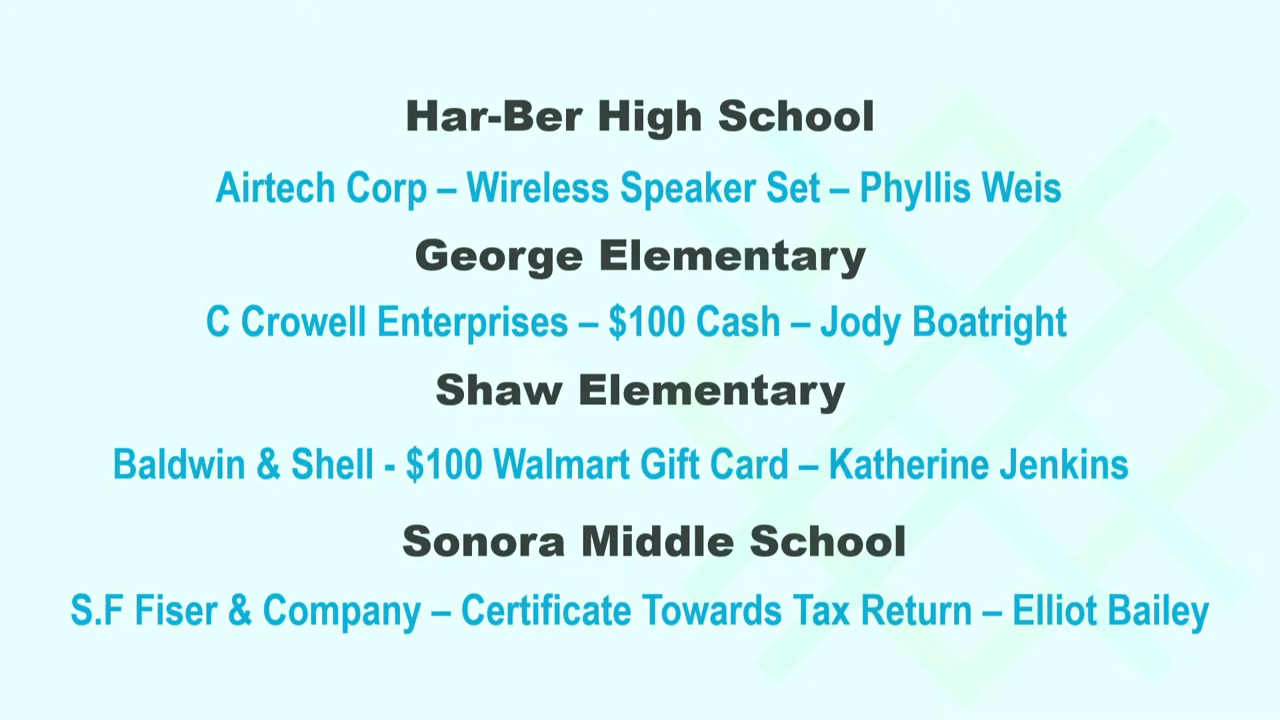 Har-Ber High School
Airtech Corp – Wireless Speaker Set – Phyllis Weis
George Elementary
C Crowell Enterprises – $100 Cash – Jody Boatright
Shaw Elementary
Baldwin & Shell - $100 Walmart Gift Card – Katherine Jenkins
Sonora Middle School
S.F Fiser & Company – Certificate Towards Tax Return – Elliot Bailey